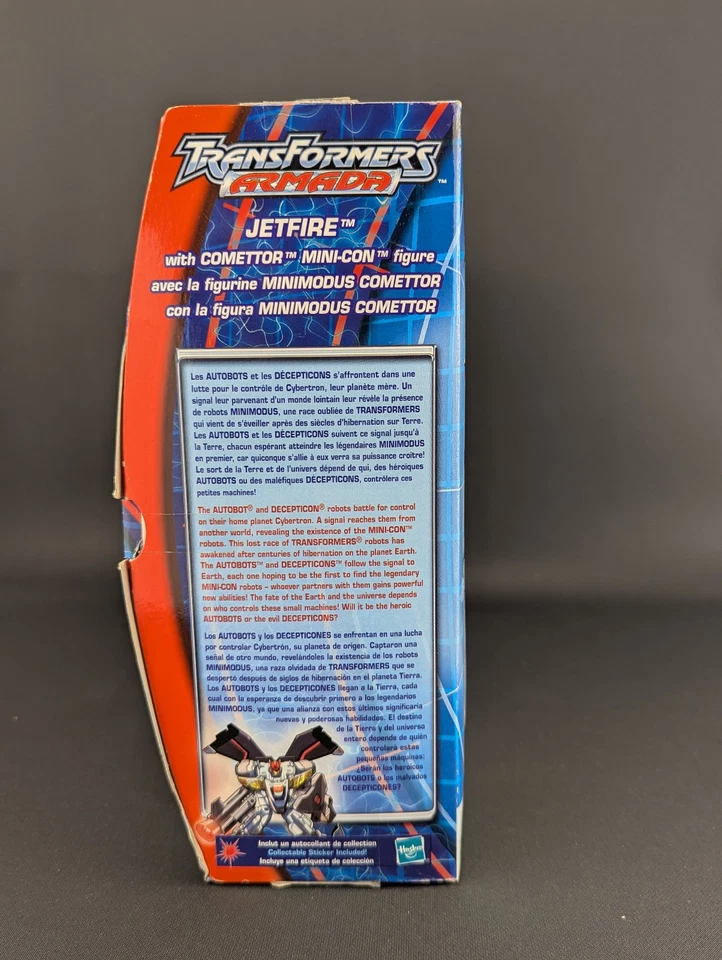 TRANSFORMERS
ARMADA™
JETFIRE™
with COMETTOR™ MINI-CON™ figure
avec la figurine MINIMODUS COMETTOR
con la figura MINIMODUS COMETTOR
Les AUTOBOTS et les DÉCEPTICONS s'affrontent dans une
lutte pour le contrôle de Cybertron, leur planète mère. Un
signal leur parvenant d'un monde lointain leur révèle la présence
de robots MINIMODUS, une race oubliée de TRANSFORMERS
qui vient de s'éveiller après des siècles d'hibernation sur Terre.
Les AUTOBOTS et les DÉCEPTICONS suivent ce signal jusqu'à
la Terre, chacun espérant atteindre les légendaires MINIMODUS
en premier, car quiconque s'allie à eux verra sa puissance croître!
Le sort de la Terre et de l'univers dépend de qui, des héroïques
AUTOBOTS ou des maléfiques DÉCEPTICONS, contrôlera ces
petites machines!
The AUTOBOT® and DECEPTICON® robots battle for control
on their home planet Cybertron. A signal reaches them from
another world, revealing the existence of the MINI-CON™
robots. This lost race of TRANSFORMERS® robots has
awakened after centuries of hibernation on the planet Earth.
The AUTOBOTS™ and DECEPTICONS™ follow the signal to
Earth, each one hoping to be the first to find the legendary
MINI-CON robots – whoever partners with them gains powerful
new abilities! The fate of the Earth and the universe depends
on who controls these small machines! Will it be the heroic
AUTOBOTS or the evil DECEPTICONS?
Los AUTOBOTS y los DECEPTICONES se enfrentan en una lucha
por controlar Cybertrón, su planeta de origen. Captaron una
señal de otro mundo, revelándoles la existencia de los robots
MINIMODUS, una raza olvidada de TRANSFORMERS que se
despertó después de siglos de hibernación en el planeta Tierra.
Los AUTOBOTS y los DECEPTICONES llegan a la Tierra, cada
cual con la esperanza de descubrir primero a los legendarios
MINIMODUS, ya que una alianza con estos últimos significaría
nuevas y poderosas habilidades. El destino
de la Tierra y del universo
entero depende de quién
controlará estas
pequeñas máquinas:
¿Serán los heroicos
AUTOBOTS o los malvados
DECEPTICONES?
Inclut un autocollant de collection
Collectable Sticker Included!
Incluye una etiqueta de colección
Hasbro